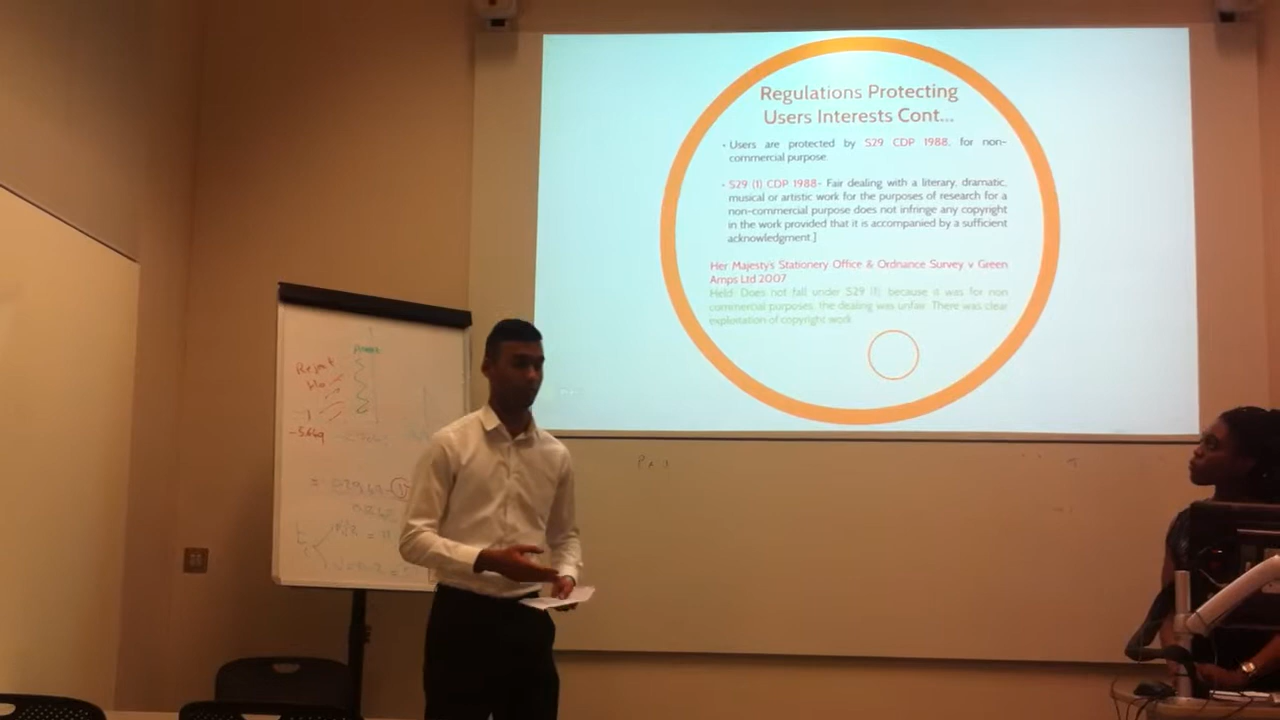 Regulations Protecting
Users Interests Cont...
• Users are protected by S29 CDP 1988, for non-
commercial purpose.
• S29 (1) CDP 1988- Fair dealing with a literary, dramatic,
musical or artistic work for the purposes of research for a
non-commercial purpose does not infringe any copyright
in the work provided that it is accompanied by a sufficient
acknowledgment.]
Her Majesty's Stationery Office & Ordnance Survey v Green
Amps Ltd 2007
Held: Does not fall under S29 (1), because it was for non
commercial purposes, the dealing was unfair. There was clear
exploitation of copyright work